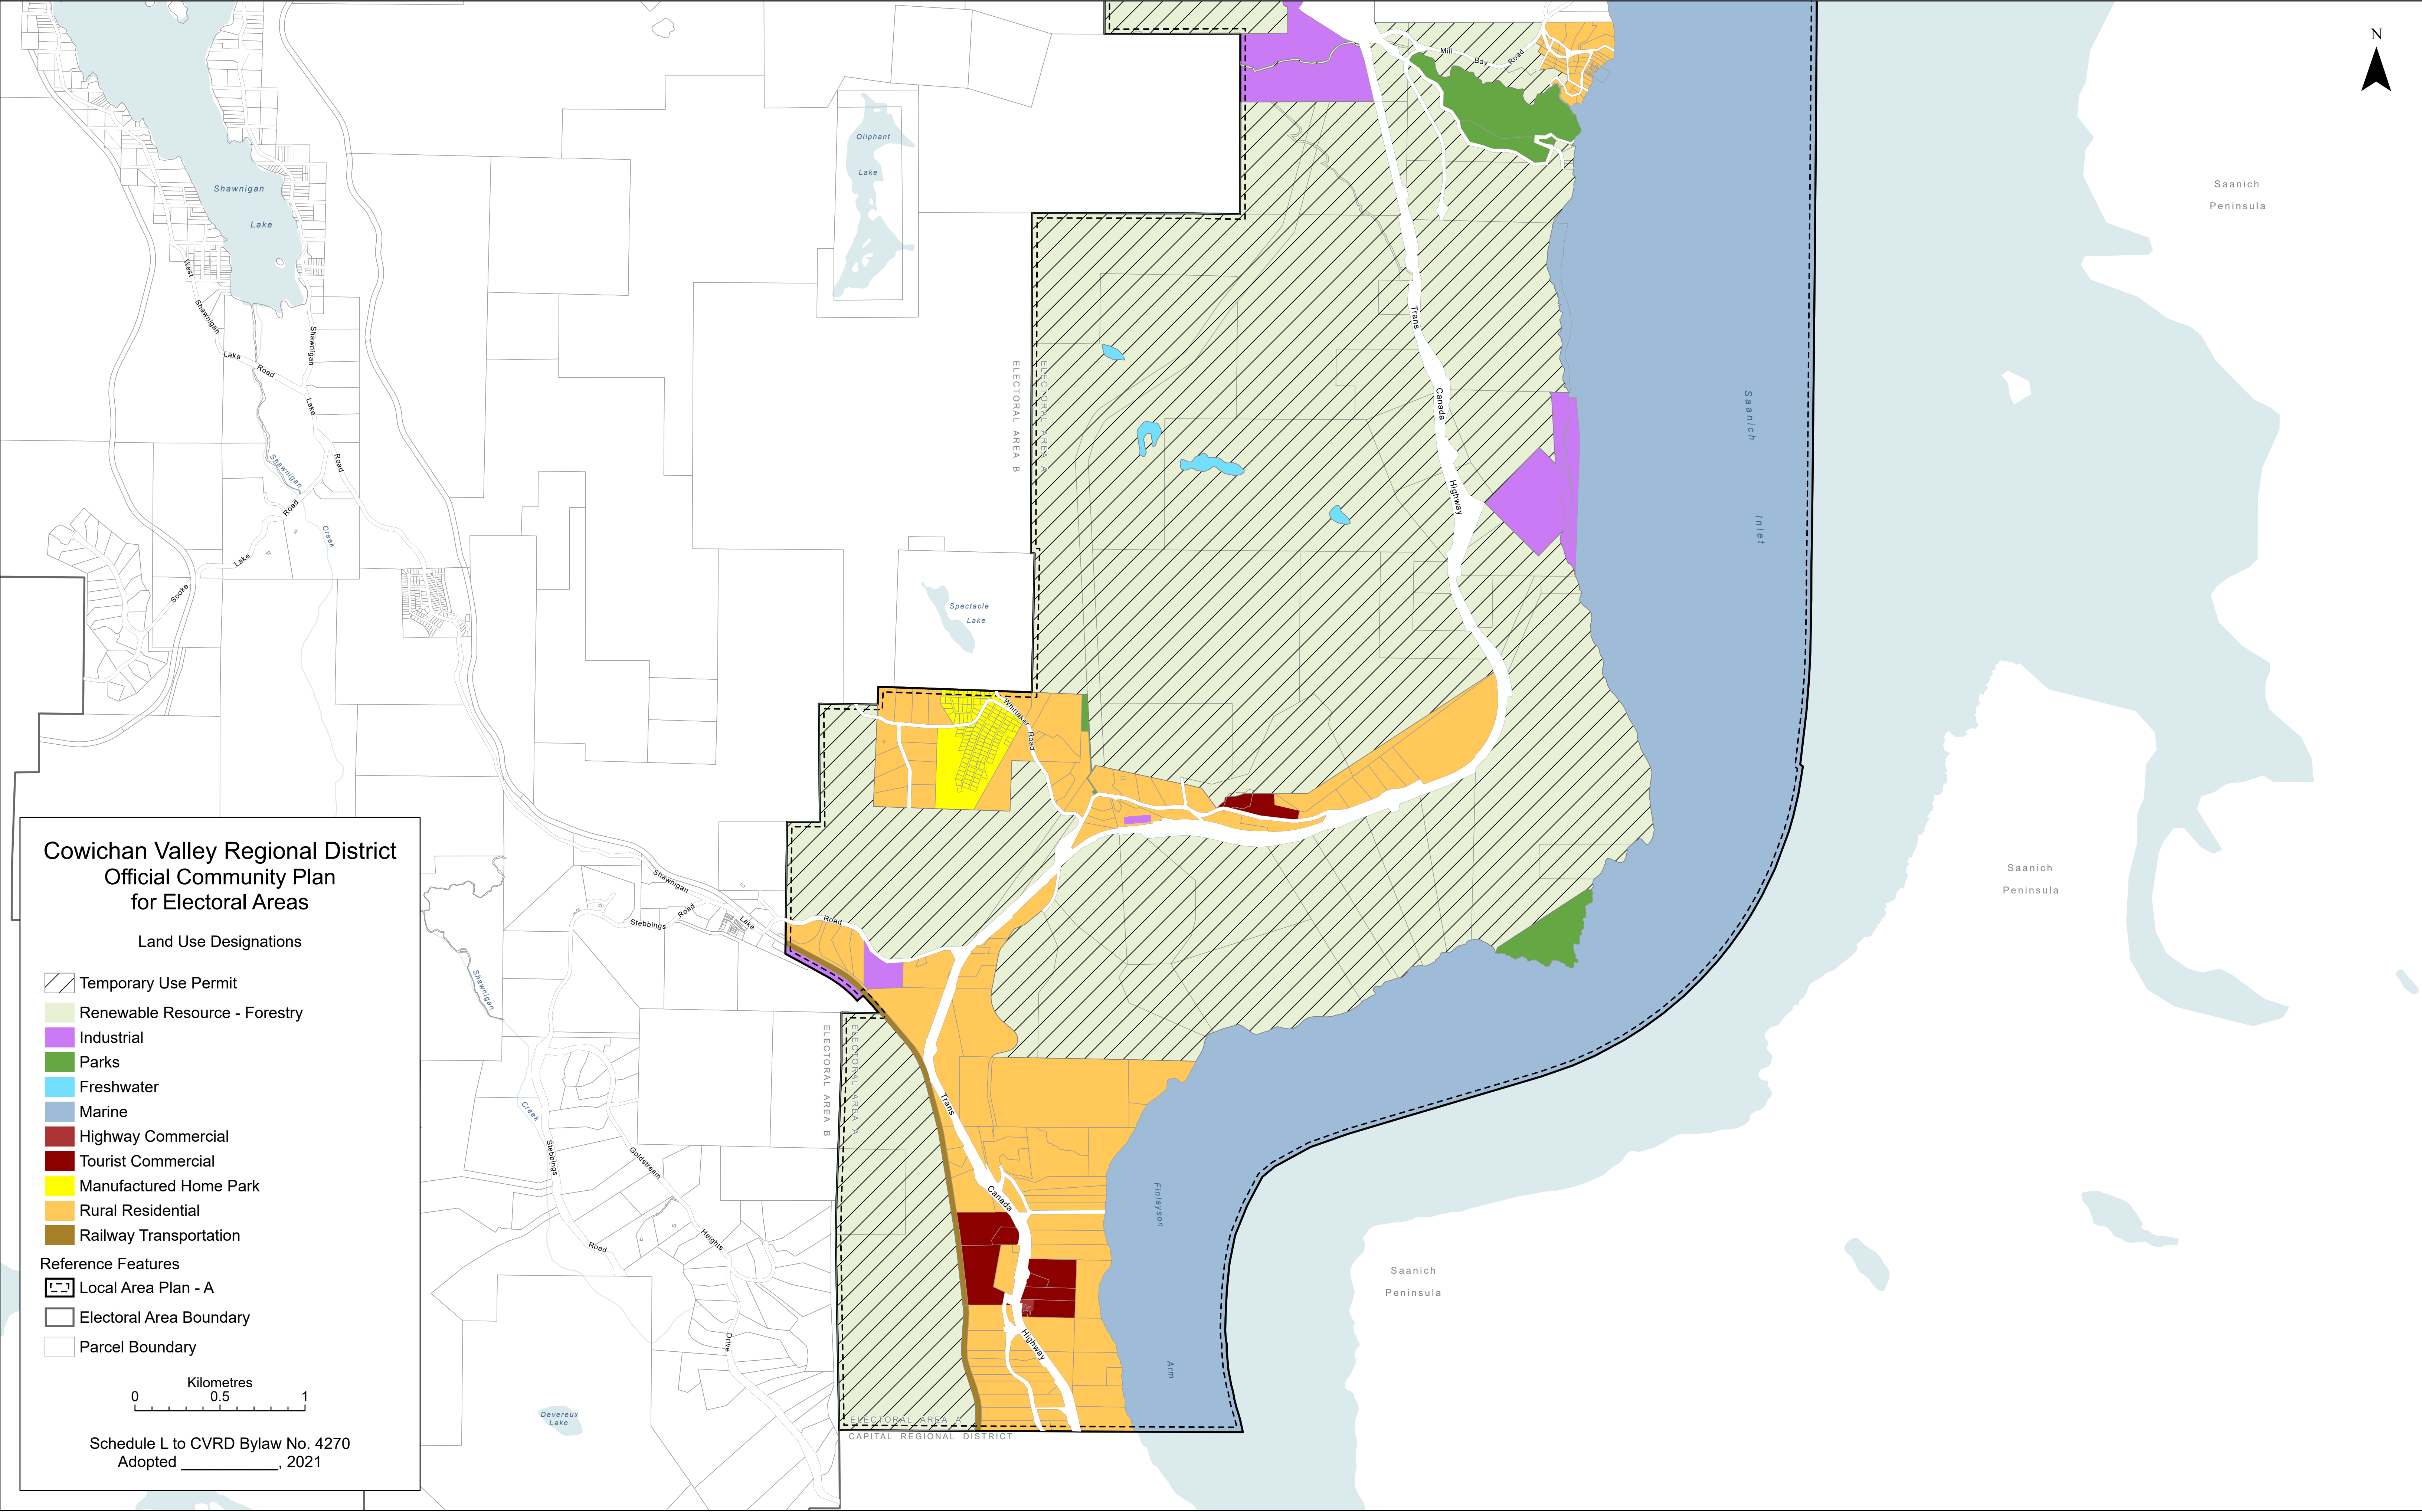 N
Mill
Bay
Road
Oliphant
Lake
Shawnigan
Lake
Saanich
Peninsula
West
Shawnigan
Lake
Road
Shawnigan
Lake
Road
Trans
Canada
Highway
ELECTORAL AREA B
ELECTORAL AREA A
Saanich
Inlet
Shawnigan
Creek
Road
Lake
Sooke
Spectacle
Lake
Whittaker
Road
Saanich
Peninsula
Shawnigan
Lake
Road
Stebbings
Road
Shawnigan
Creek
ELECTORAL AREA B
ELECTORAL AREA A
Trans
Canada
Highway
Stebbings
Road
Goldstream
Heights
Drive
Finlayson
Arm
Saanich
Peninsula
Devereux
Lake
ELECTORAL AREA A
CAPITAL REGIONAL DISTRICT
Cowichan Valley Regional District
Official Community Plan
for Electoral Areas
Land Use Designations
Temporary Use Permit
Renewable Resource - Forestry
Industrial
Parks
Freshwater
Marine
Highway Commercial
Tourist Commercial
Manufactured Home Park
Rural Residential
Railway Transportation
Reference Features
Local Area Plan - A
Electoral Area Boundary
Parcel Boundary
Kilometres
0 0.5 1
Schedule L to CVRD Bylaw No. 4270
Adopted ___________, 2021